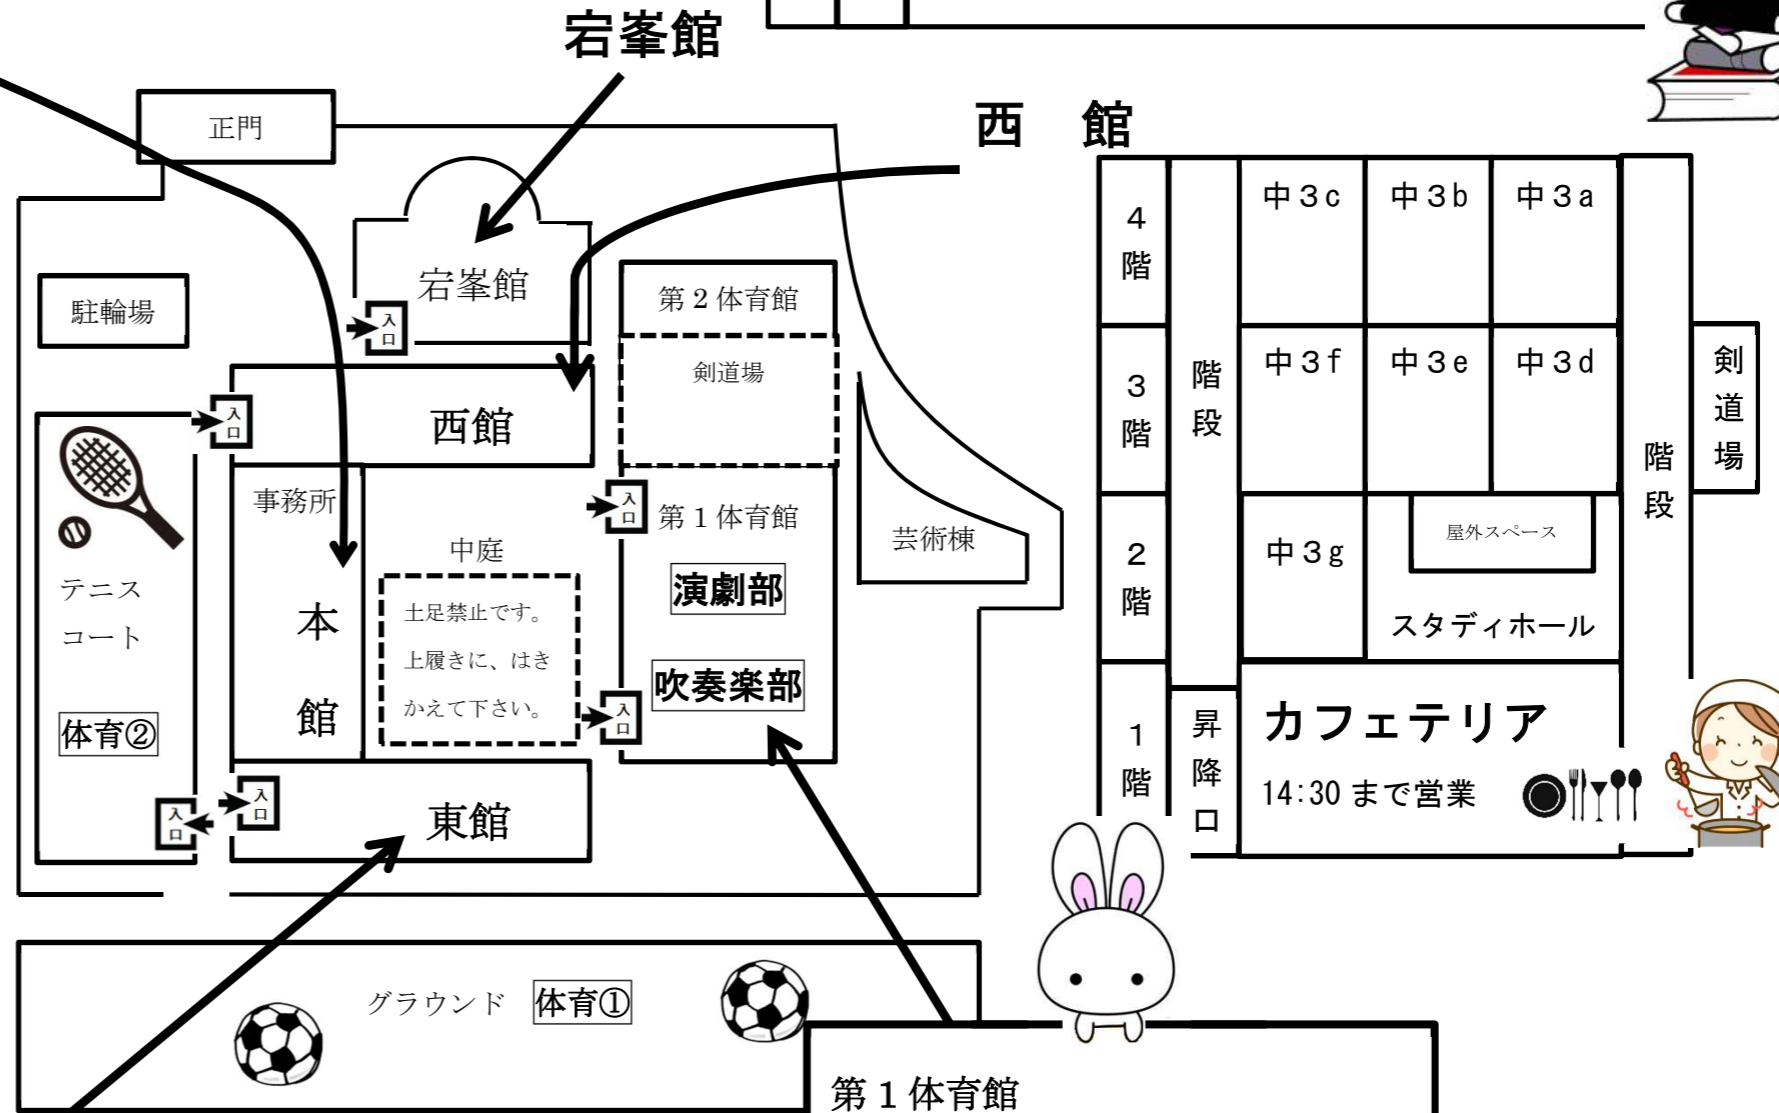 宕峯館
西 館
正門
宕峯館
入口
駐輪場
第2体育館
剣道場
西館
入口
事務所
中庭
土足禁止です。
上履きに、はき
かえて下さい。
本館
入口
第1体育館
演劇部
吹奏楽部
入口
芸術棟
テニス
コート
体育②
入口
入口
東館
グラウンド 体育①
第1体育館
4階
階段
中3c 中3b 中3a
3階
中3f 中3e 中3d
剣道場
階段
2階
中3g
屋外スペース
スタディホール
1階
昇降口
カフェテリア
14:30 まで営業